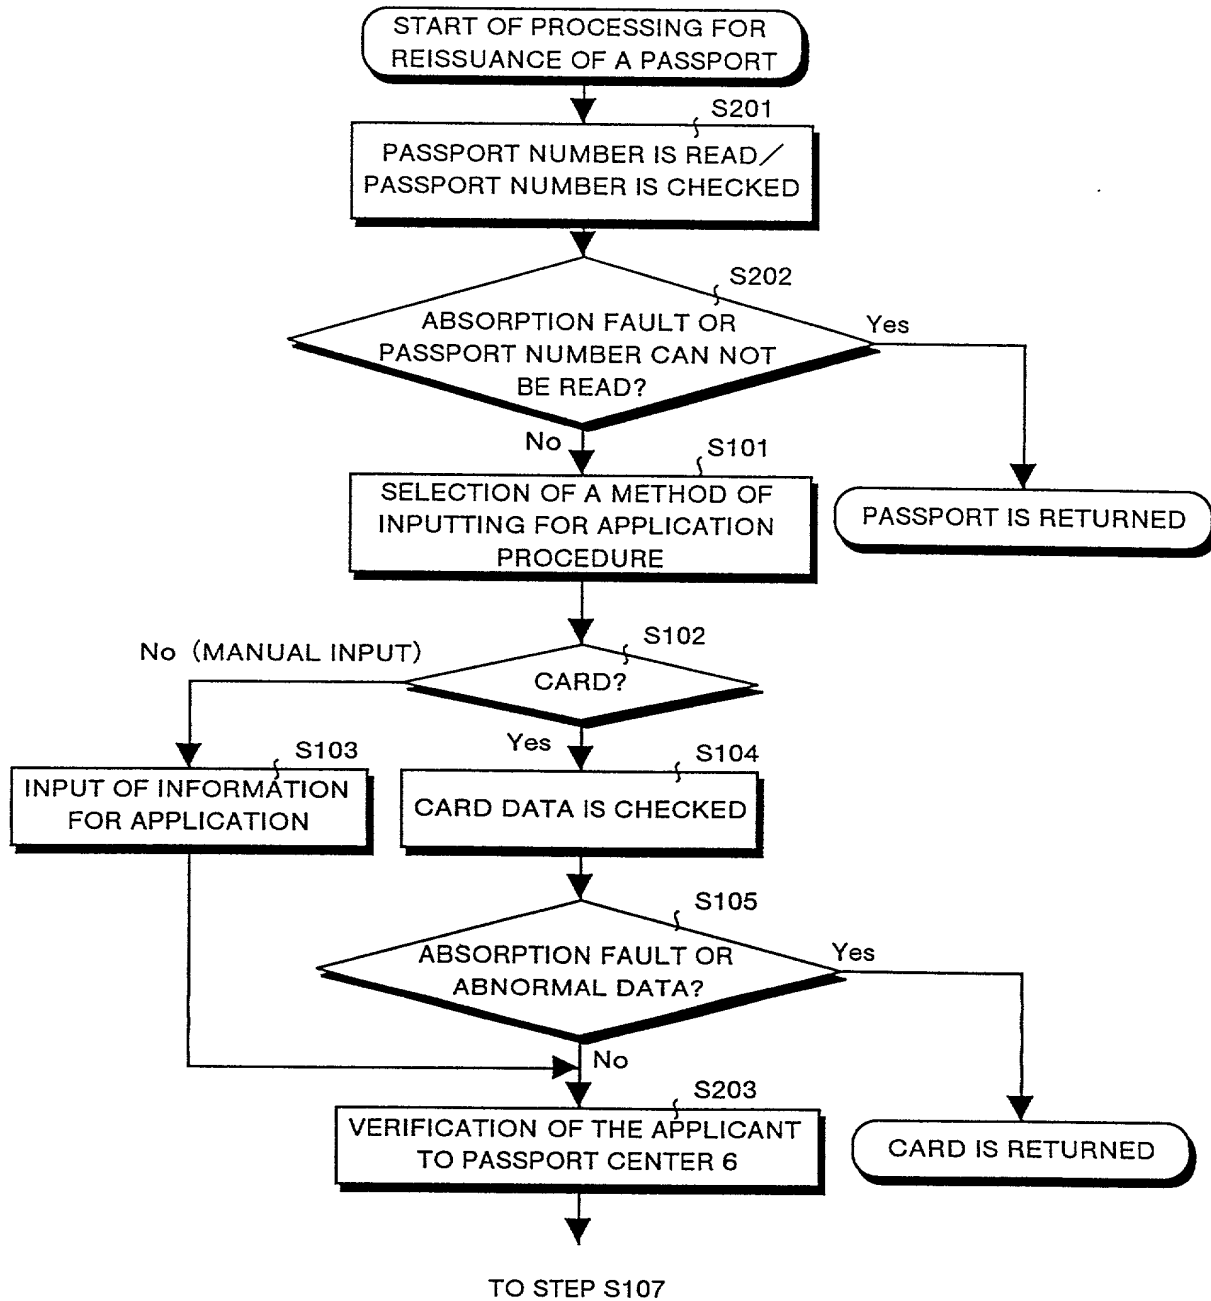 START OF PROCESSING FOR
REISSUANCE OF A PASSPORT
S201
PASSPORT NUMBER IS READ/
PASSPORT NUMBER IS CHECKED
S202
ABSORPTION FAULT OR
PASSPORT NUMBER CAN NOT
BE READ?
Yes
No
S101
SELECTION OF A METHOD OF
INPUTTING FOR APPLICATION
PROCEDURE
PASSPORT IS RETURNED
S102
No (MANUAL INPUT)
CARD?
Yes
S103
INPUT OF INFORMATION
FOR APPLICATION
S104
CARD DATA IS CHECKED
S105
ABSORPTION FAULT OR
ABNORMAL DATA?
Yes
No
S203
VERIFICATION OF THE APPLICANT
TO PASSPORT CENTER 6
CARD IS RETURNED
TO STEP S107